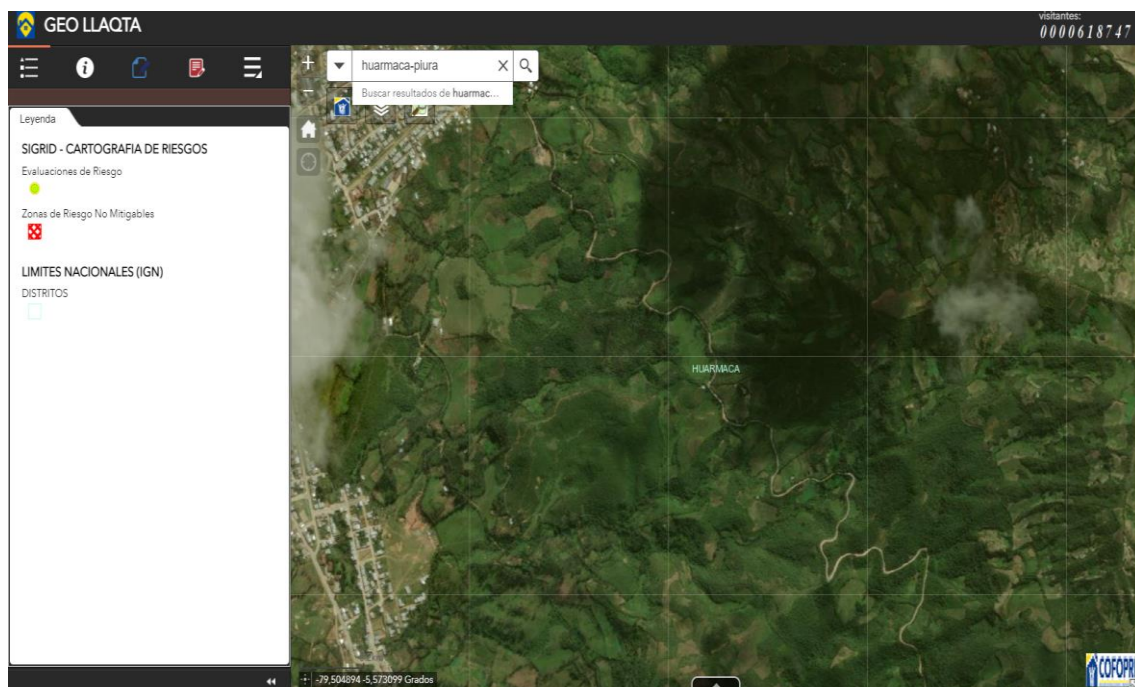 GEO LLAQTA
visitantes:
0000618747
huarmaca-piura
Buscar resultados de huarmac...
Leyenda
SIGRID - CARTOGRAFIA DE RIESGOS
Evaluaciones de Riesgo
Zonas de Riesgo No Mitigables
LIMITES NACIONALES (IGN)
DISTRITOS
HUARMACA
-79,504894 -5,573099 Grados
COFOPRI